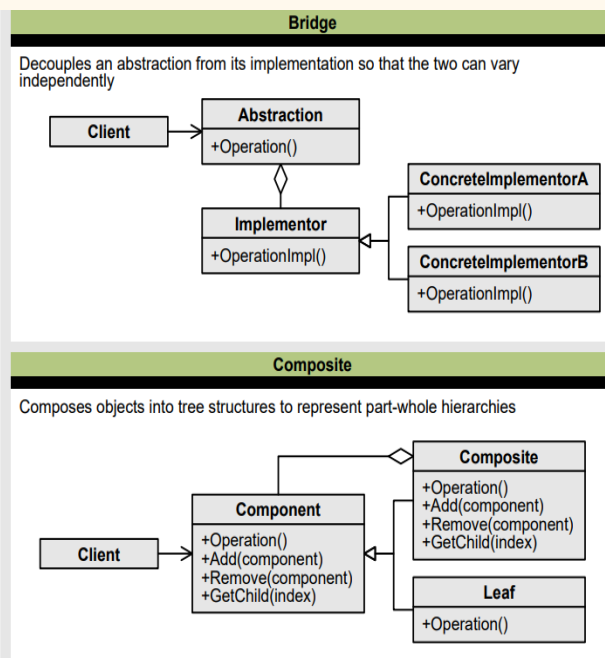 Bridge
Decouples an abstraction from its implementation so that the two can vary
independently
Client
Abstraction
+Operation()
Implementor
+OperationImpl()
ConcreteImplementorA
+OperationImpl()
ConcreteImplementorB
+OperationImpl()
Composite
Composes objects into tree structures to represent part-whole hierarchies
Composite
+Operation()
+Add(component)
+Remove(component)
+GetChild(index)
Component
+Operation()
+Add(component)
+Remove(component)
+GetChild(index)
Client
Leaf
+Operation()